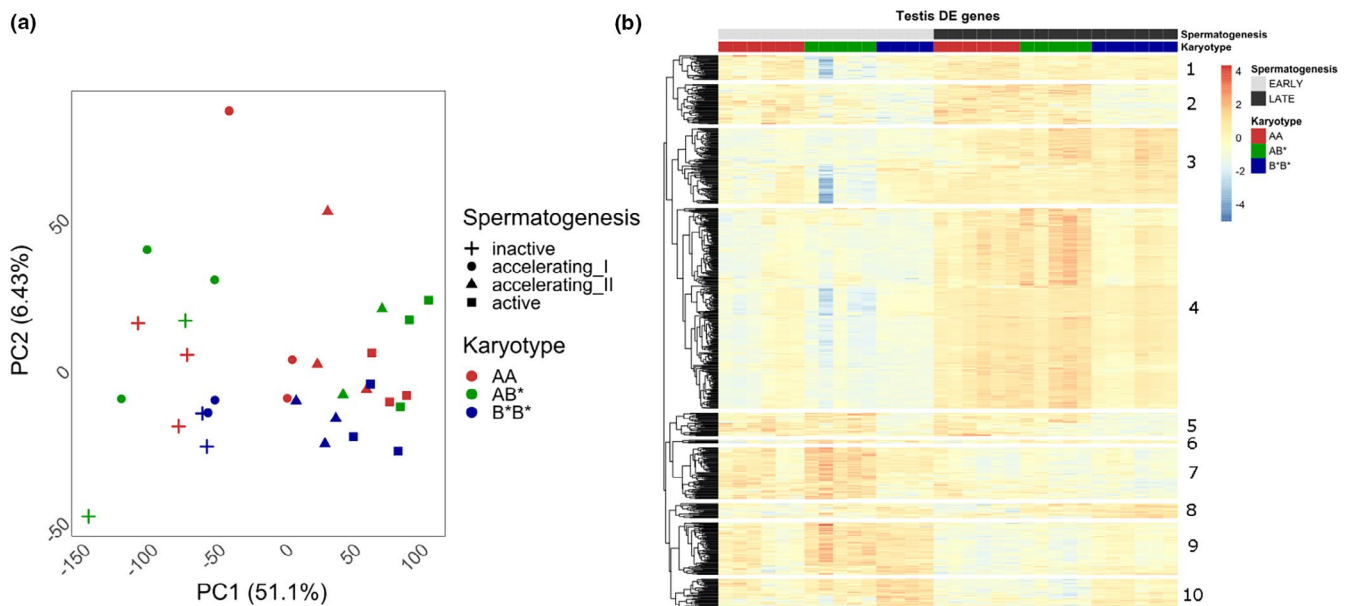 (a)
50
0
-50
PC2 (6.43%)
-150
-100
-50
0
50
100
PC1 (51.1%)
Spermatogenesis
inactive
accelerating_I
accelerating_II
active
Karyotype
AA
AB*
B*B*
(b)
Testis DE genes
Spermatogenesis
Karyotype
1
2
3
4
5
6
7
8
9
10
4
2
0
-2
-4
Spermatogenesis
EARLY
LATE
Karyotype
AA
AB*
B*B*